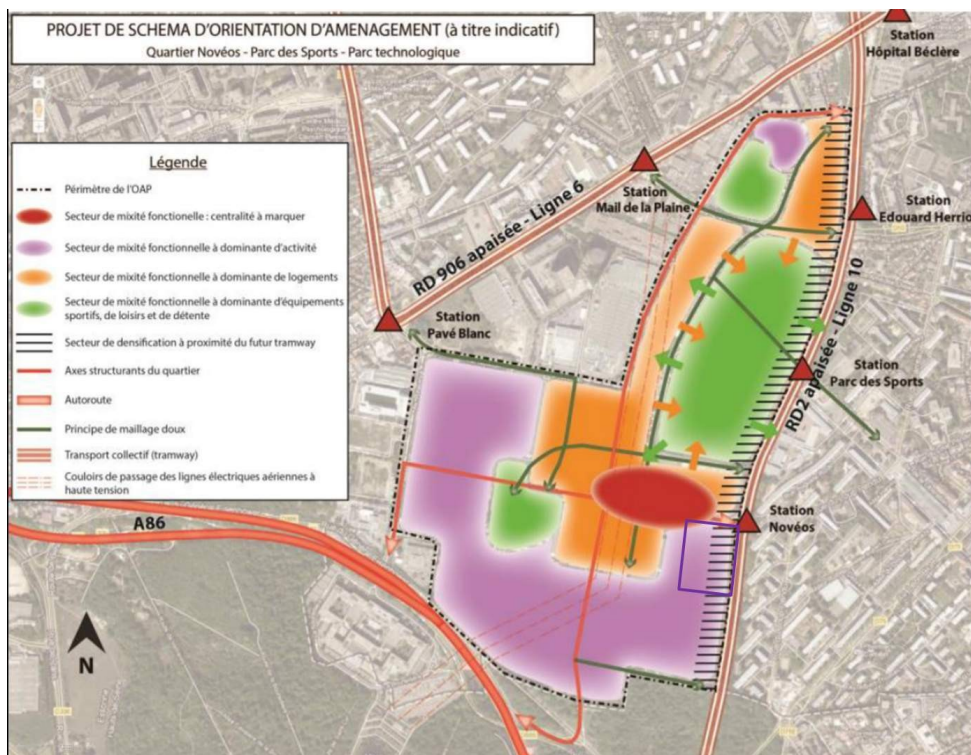 PROJET DE SCHEMA D'ORIENTATION D'AMENAGEMENT (à titre indicatif)
Quartier Novéos - Parc des Sports - Parc technologique
Station
Hôpital Béclère
Légende
Périmètre de l'OAP
Secteur de mixité fonctionelle : centralité à marquer
Secteur de mixité fonctionnelle à dominante d'activité
Secteur de mixité fonctionnelle à dominante de logements
Secteur de mixité fonctionnelle à dominante d'équipements
sportifs, de loisirs et de détente
Secteur de densification à proximité du futur tramway
Axes structurants du quartier
Autoroute
Principe de maillage doux
Transport collectif (tramway)
Couloirs de passage des lignes électriques aériennes à
haute tension
Station
Mail de la Plaine
Station
Edouard Herrio
RD 906 apaisée - Ligne 6
Station
Pavé Blanc
RD2 apaisée - Ligne 10
Station
Parc des Sports
Station
Novéos
A86
N